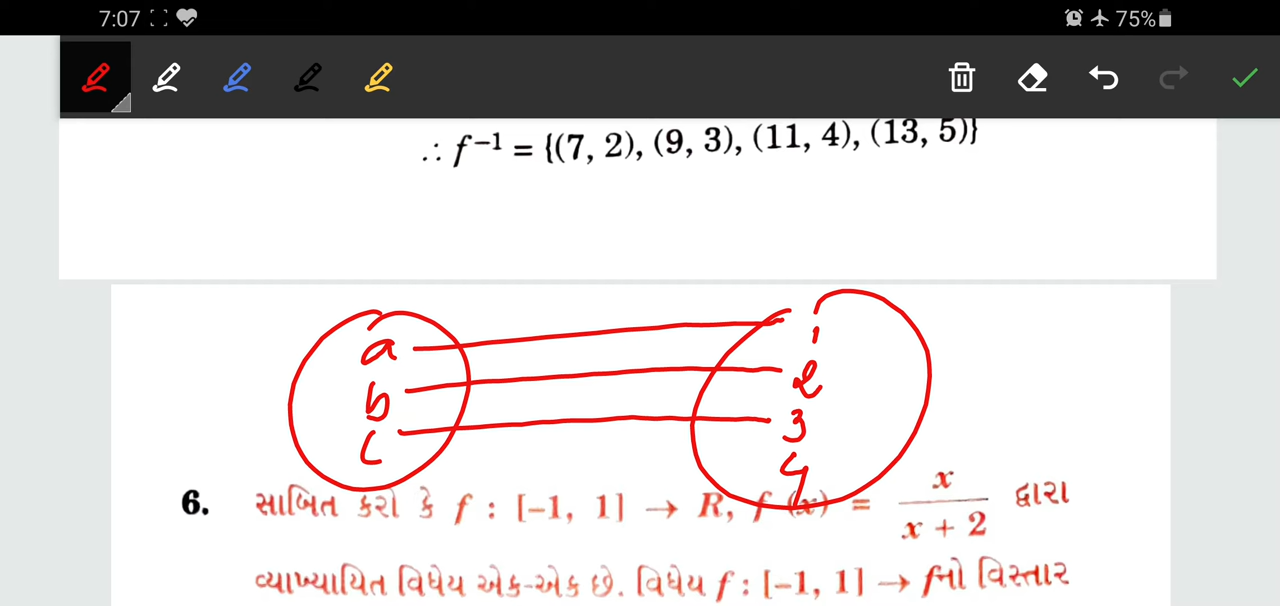 7:07 75%
∴ f⁻¹ = {(7, 2), (9, 3), (11, 4), (13, 5)}
a 1
b 2
c 3
4
6. સાબિત કરો કે f : [−1, 1] → R, f (x) = x / x + 2 દ્વારા
વ્યાખ્યાયિત વિધેય એક-એક છે. વિધેય f : [−1, 1] → fનો વિસ્તાર